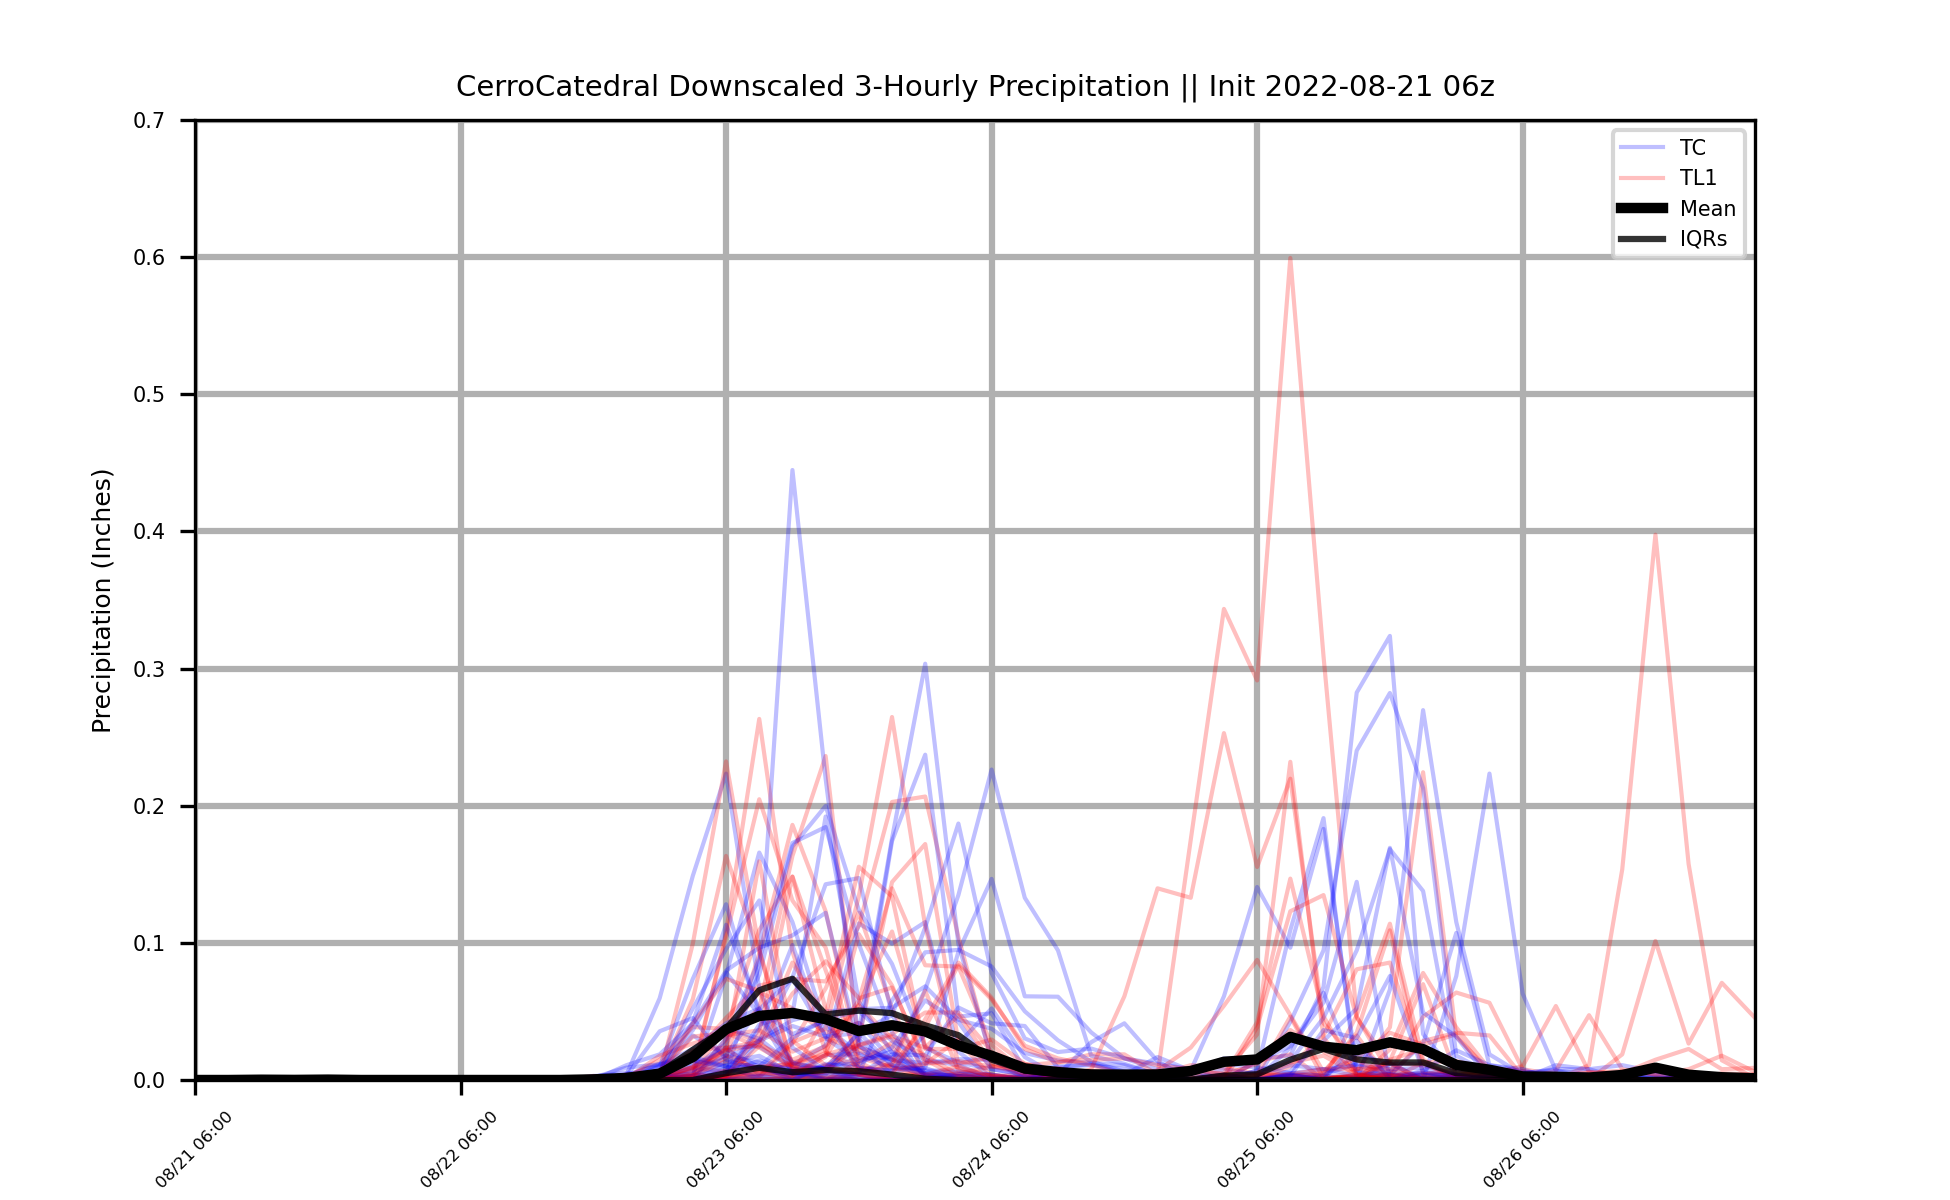 CerroCatedral Downscaled 3-Hourly Precipitation || Init 2022-08-21 06z
Precipitation (Inches)
0.7
0.6
0.5
0.4
0.3
0.2
0.1
0.0
TC
TL1
Mean
IQRs
08/21 06:00
08/22 06:00
08/23 06:00
08/24 06:00
08/25 06:00
08/26 06:00